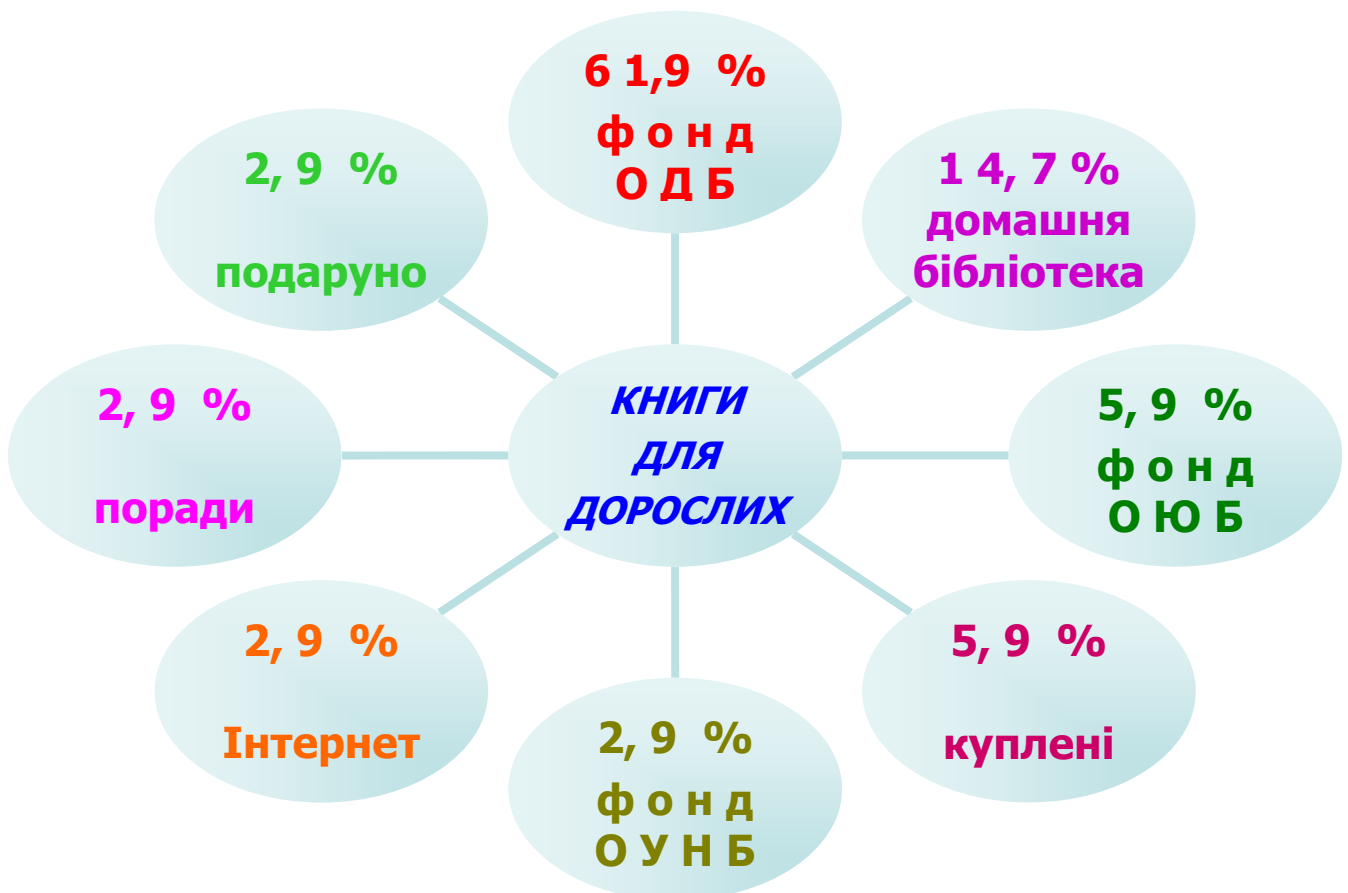 6 1,9 %
ф о н д
О Д Б
2, 9 %
подаруно
1 4, 7 %
домашня
бібліотека
2, 9 %
поради
КНИГИ
ДЛЯ
ДОРОСЛИХ
5, 9 %
ф о н д
О Ю Б
2, 9 %
Інтернет
5, 9 %
куплені
2, 9 %
ф о н д
О У Н Б